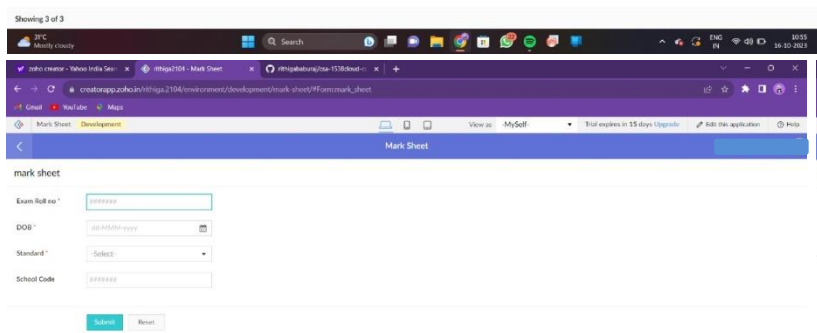 Showing 3 of 3
31°C
Mostly cloudy
Search
ENG
IN
10:55
16-10-2023
zoho creator - Yahoo India Sear
rithiga2104 - Mark Sheet
rithigababuraj/csa-1538cloud-c
creatorapp.zoho.in/rithiga.2104/environment/development/mark-sheet/#Form:mark_sheet
Gmail YouTube Maps
Mark Sheet Development View as -MySelf- Trial expires in 15 days Upgrade Edit this application Help
Mark Sheet
mark sheet
Exam Roll no * #######
DOB * dd-MMM-yyyy
Standard * -Select-
School Code #######
Submit Reset